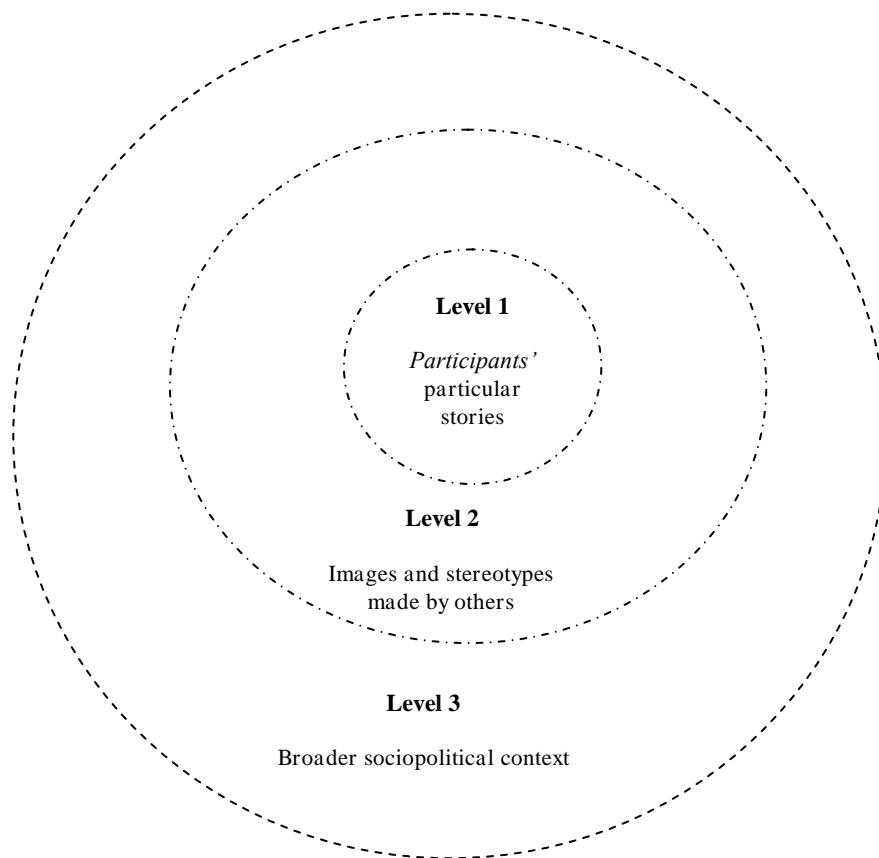 Level 1
Participants’
particular
stories
Level 2
Images and stereotypes
made by others
Level 3
Broader sociopolitical context